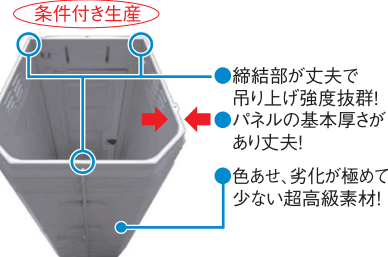 条件付き生産
●締結部が丈夫で
吊り上げ強度抜群!
●パネルの基本厚さが
あり丈夫!
●色あせ、劣化が極めて
少ない超高級素材!